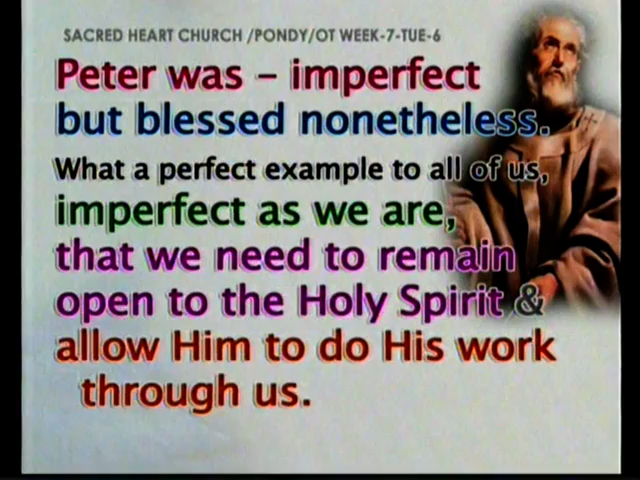 SACRED HEART CHURCH /PONDY/OT WEEK-7-TUE-6
Peter was – imperfect
but blessed nonetheless.
What a perfect example to all of us,
imperfect as we are,
that we need to remain
open to the Holy Spirit &
allow Him to do His work
through us.